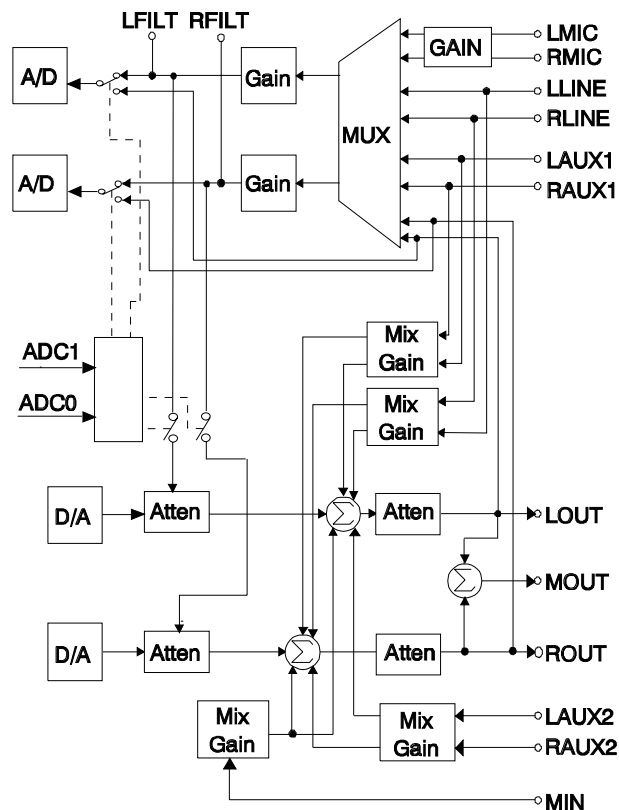 LFILT RFILT
LMIC
GAIN
RMIC
A/D
Gain
LLINE
MUX
RLINE
LAUX1
A/D
Gain
RAUX1
Mix
Gain
ADC1
ADC0
Mix
Gain
D/A
Atten
Σ
Atten
LOUT
Σ
MOUT
D/A
Atten
Σ
Atten
ROUT
Mix
Gain
Mix
Gain
LAUX2
RAUX2
MIN